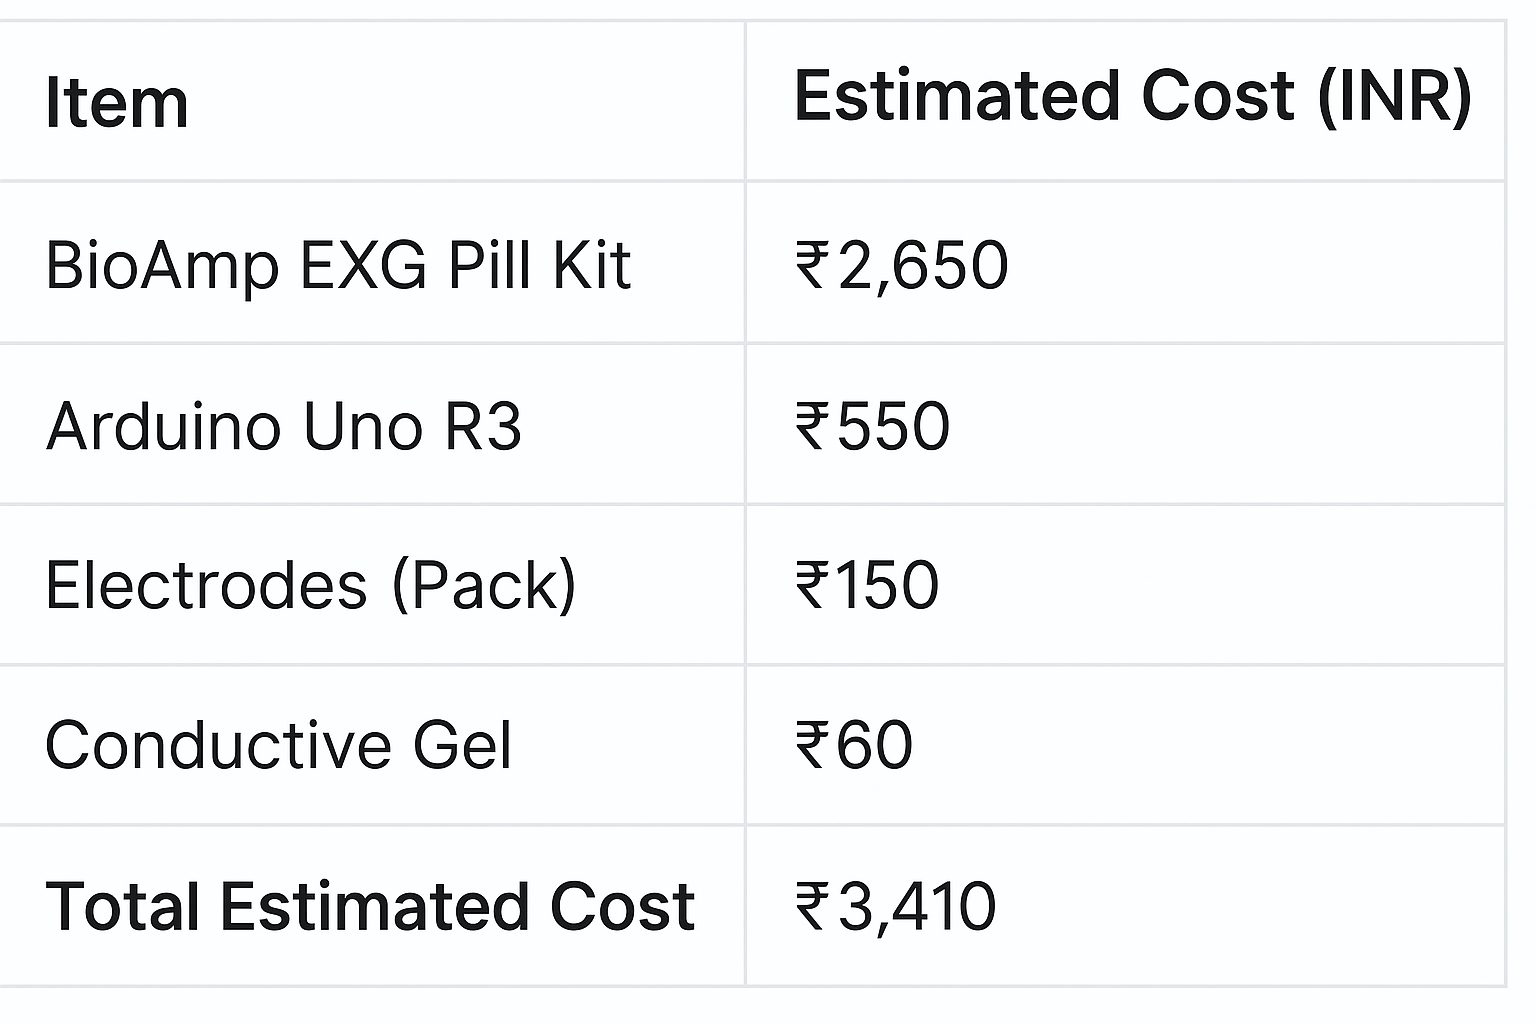 Item Estimated Cost (INR)
BioAmp EXG Pill Kit ₹2,650
Arduino Uno R3 ₹550
Electrodes (Pack) ₹150
Conductive Gel ₹60
Total Estimated Cost ₹3,410